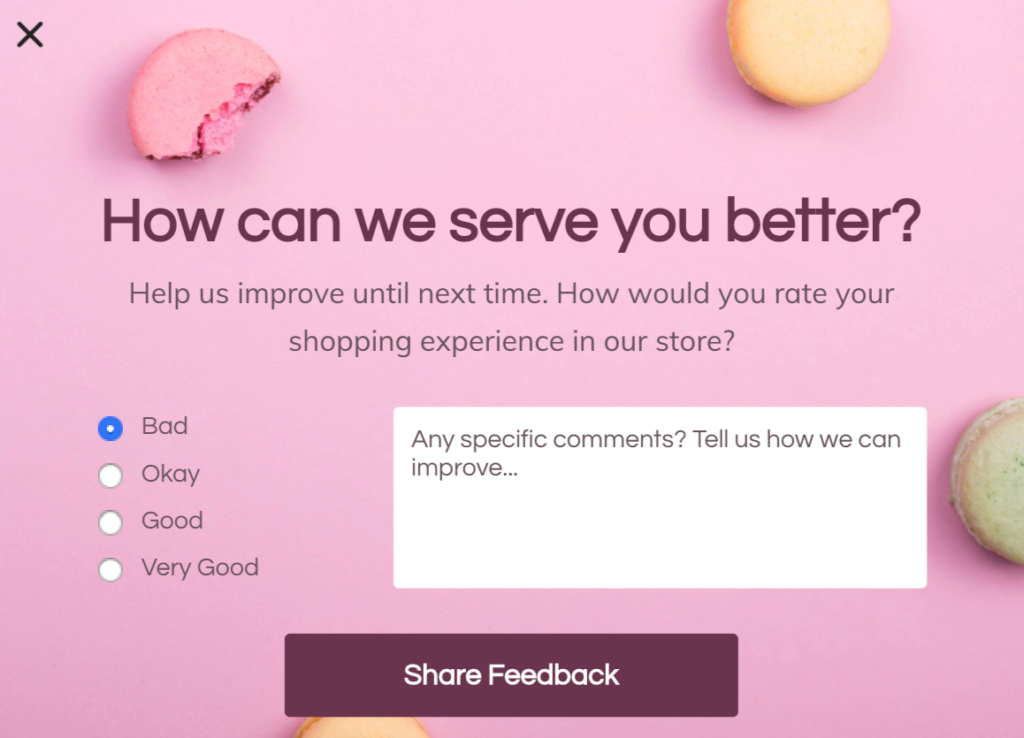 How can we serve you better?
Help us improve until next time. How would you rate your
shopping experience in our store?
Bad
Okay
Good
Very Good
Any specific comments? Tell us how we can
improve...
Share Feedback